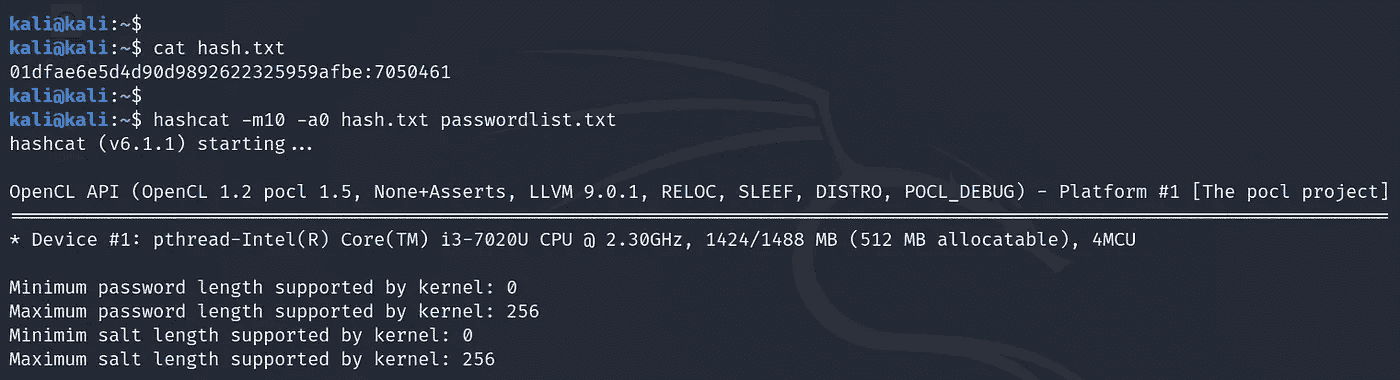 kali@kali:~$
kali@kali:~$ cat hash.txt
01dfae6e5d4d90d9892622325959afbe:7050461
kali@kali:~$
kali@kali:~$ hashcat -m10 -a0 hash.txt passwordlist.txt
hashcat (v6.1.1) starting...
OpenCL API (OpenCL 1.2 pocl 1.5, None+Asserts, LLVM 9.0.1, RELOC, SLEEF, DISTRO, POCL_DEBUG) - Platform #1 [The pocl project]
* Device #1: pthread-Intel(R) Core(TM) i3-7020U CPU @ 2.30GHz, 1424/1488 MB (512 MB allocatable), 4MCU
Minimum password length supported by kernel: 0
Maximum password length supported by kernel: 256
Minimim salt length supported by kernel: 0
Maximum salt length supported by kernel: 256